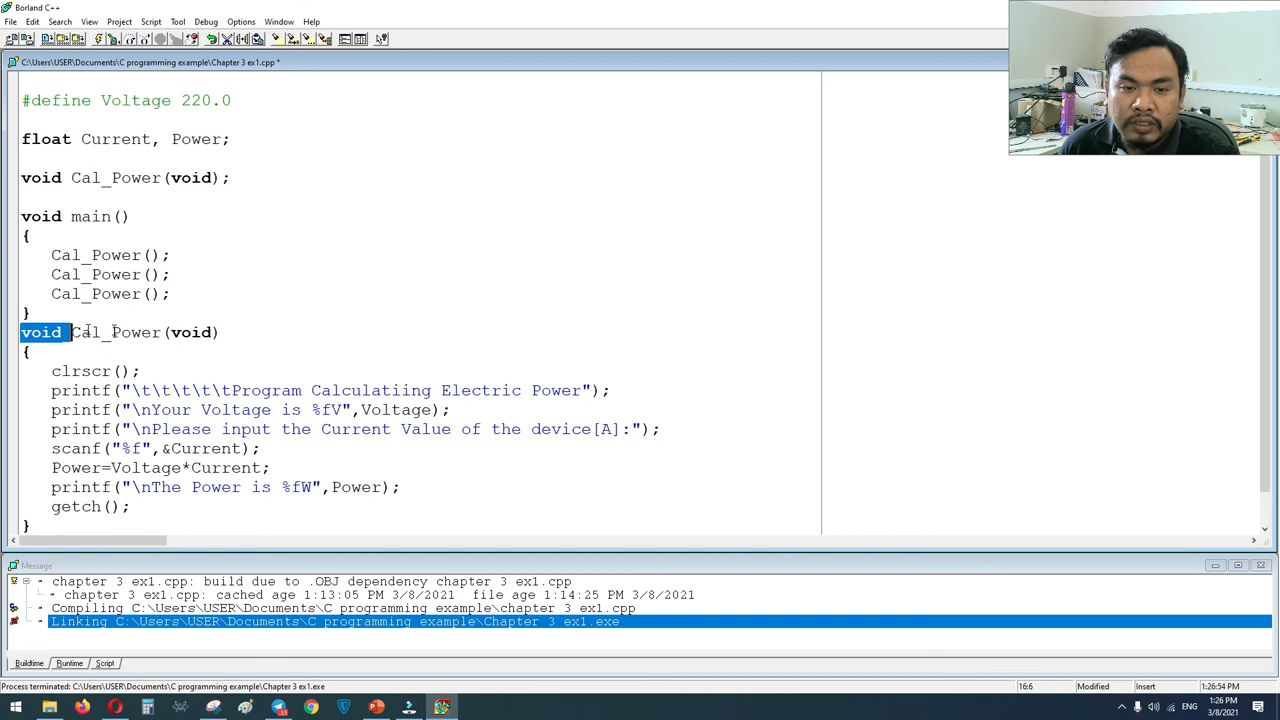 Borland C++
File Edit Search View Project Script Tool Debug Options Window Help
C:\Users\USER\Documents\C programming example\Chapter 3 ex1.cpp *
#define Voltage 220.0
float Current, Power;
void Cal_Power(void);
void main()
{
Cal_Power();
Cal_Power();
Cal_Power();
}
void Cal_Power(void)
{
clrscr();
printf("\t\t\t\t\tProgram Calculatiing Electric Power");
printf("\nYour Voltage is %fV",Voltage);
printf("\nPlease input the Current Value of the device[A]:");
scanf("%f",&Current);
Power=Voltage*Current;
printf("\nThe Power is %fW",Power);
getch();
}
Message
chapter 3 ex1.cpp: build due to .OBJ dependency chapter 3 ex1.cpp
chapter 3 ex1.cpp: cached age 1:13:05 PM 3/8/2021 file age 1:14:25 PM 3/8/2021
Compiling C:\Users\USER\Documents\C programming example\chapter 3 ex1.cpp
Linking C:\Users\USER\Documents\C programming example\Chapter 3 ex1.exe
Buildtime Runtime Script
Process terminated: C:\Users\USER\Documents\C programming example\Chapter 3 ex1.exe 16:6 Modified Insert 1:26:54 PM
ENG 1:26 PM
3/8/2021